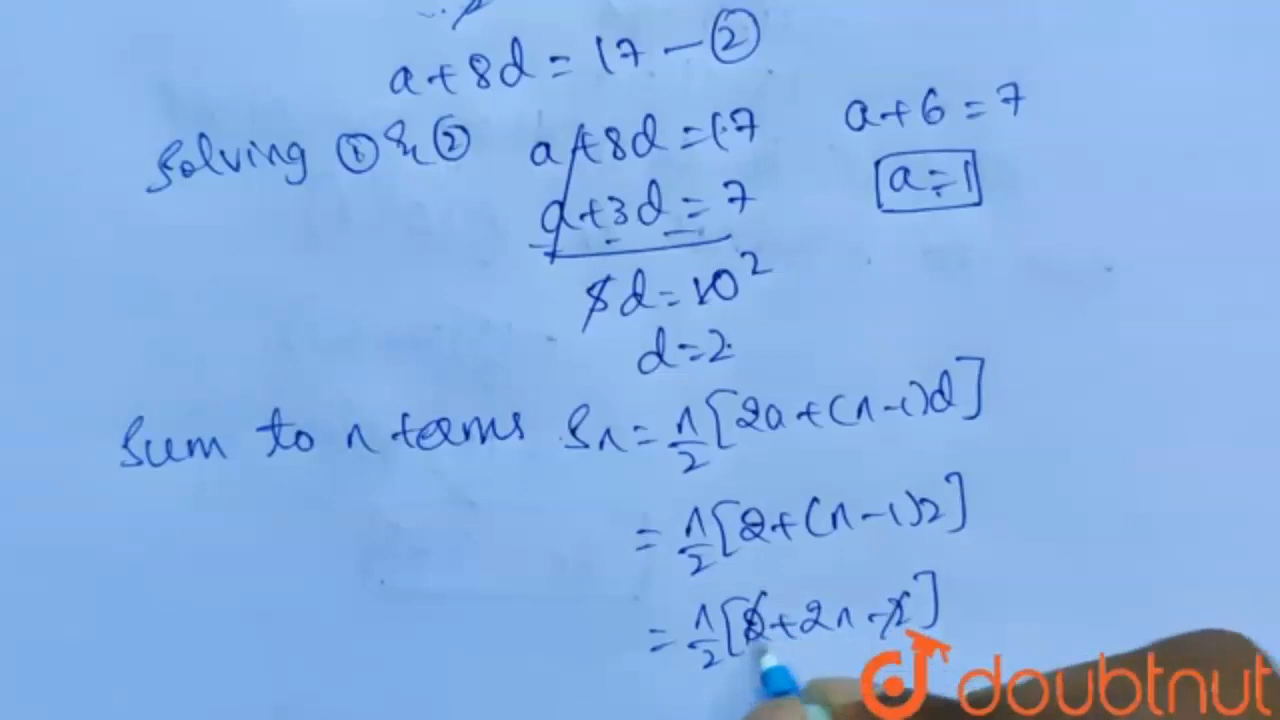 a+8d=17 — ②
Solving ① & ② a+8d=17 a+6=7
a+3d=7 a=1
5d=10 2
d=2
Sum to n terms Sn = n/2 [2a+(n-1)d]
= n/2 [2+(n-1)2]
= n/2 [2+2n-2]
doubtnut